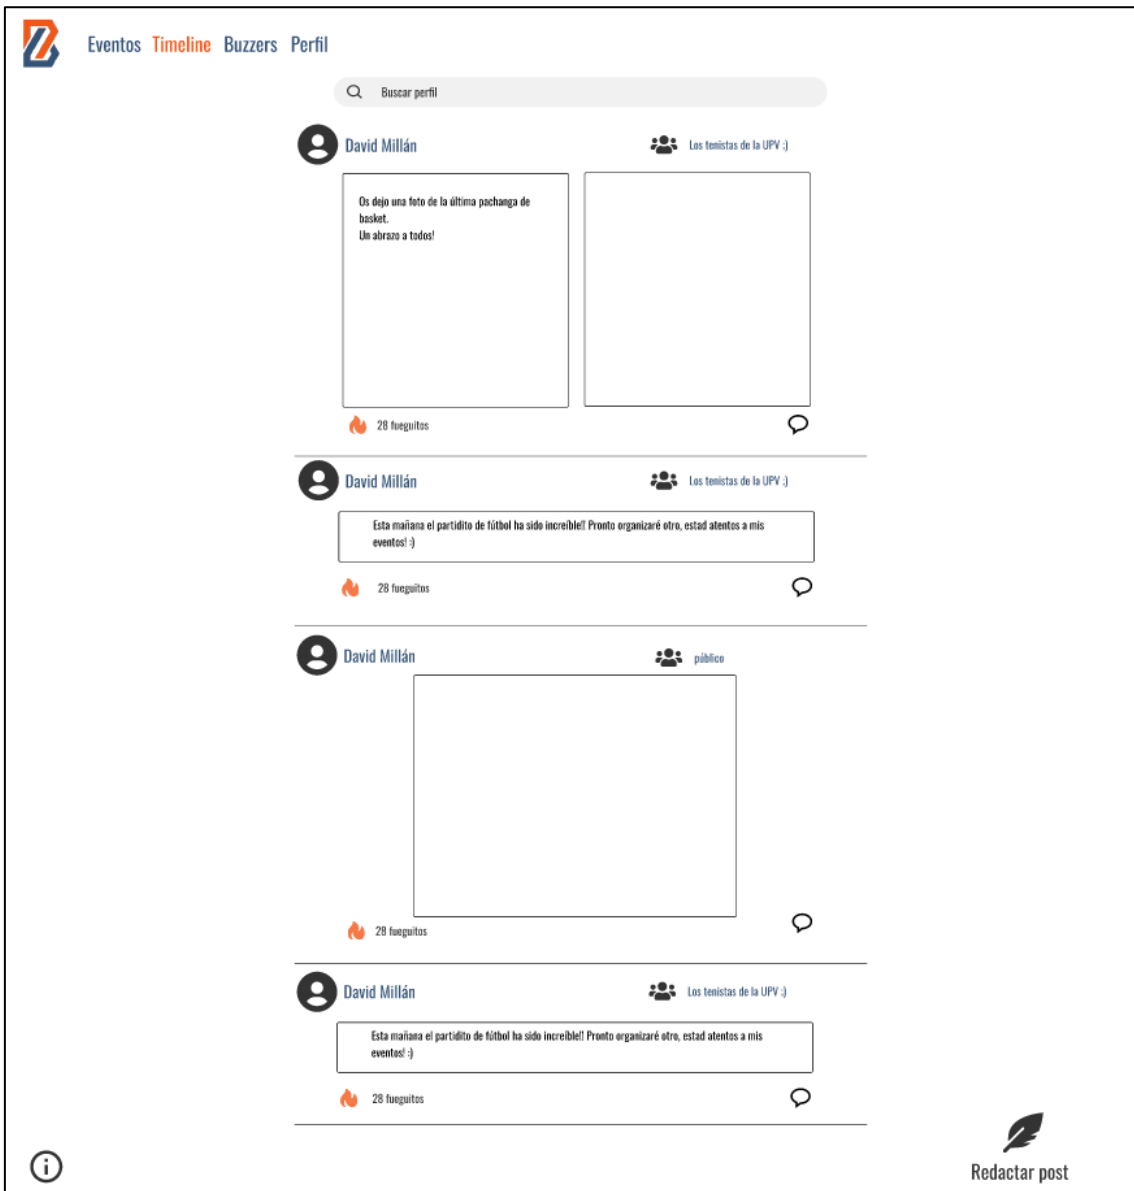 Eventos Timeline Buzzers Perfil
Buscar perfil
David Millán
Los tenistas de la UPV ;)
Os dejo una foto de la última pachanga de
basket.
Un abrazo a todos!
28 fueguitos
David Millán
Los tenistas de la UPV ;)
Esta mañana el partidito de fútbol ha sido increíble!! Pronto organizaré otro, estad atentos a mis
eventos! :)
28 fueguitos
David Millán
público
28 fueguitos
David Millán
Los tenistas de la UPV ;)
Esta mañana el partidito de fútbol ha sido increíble!! Pronto organizaré otro, estad atentos a mis
eventos! :)
28 fueguitos
Redactar post